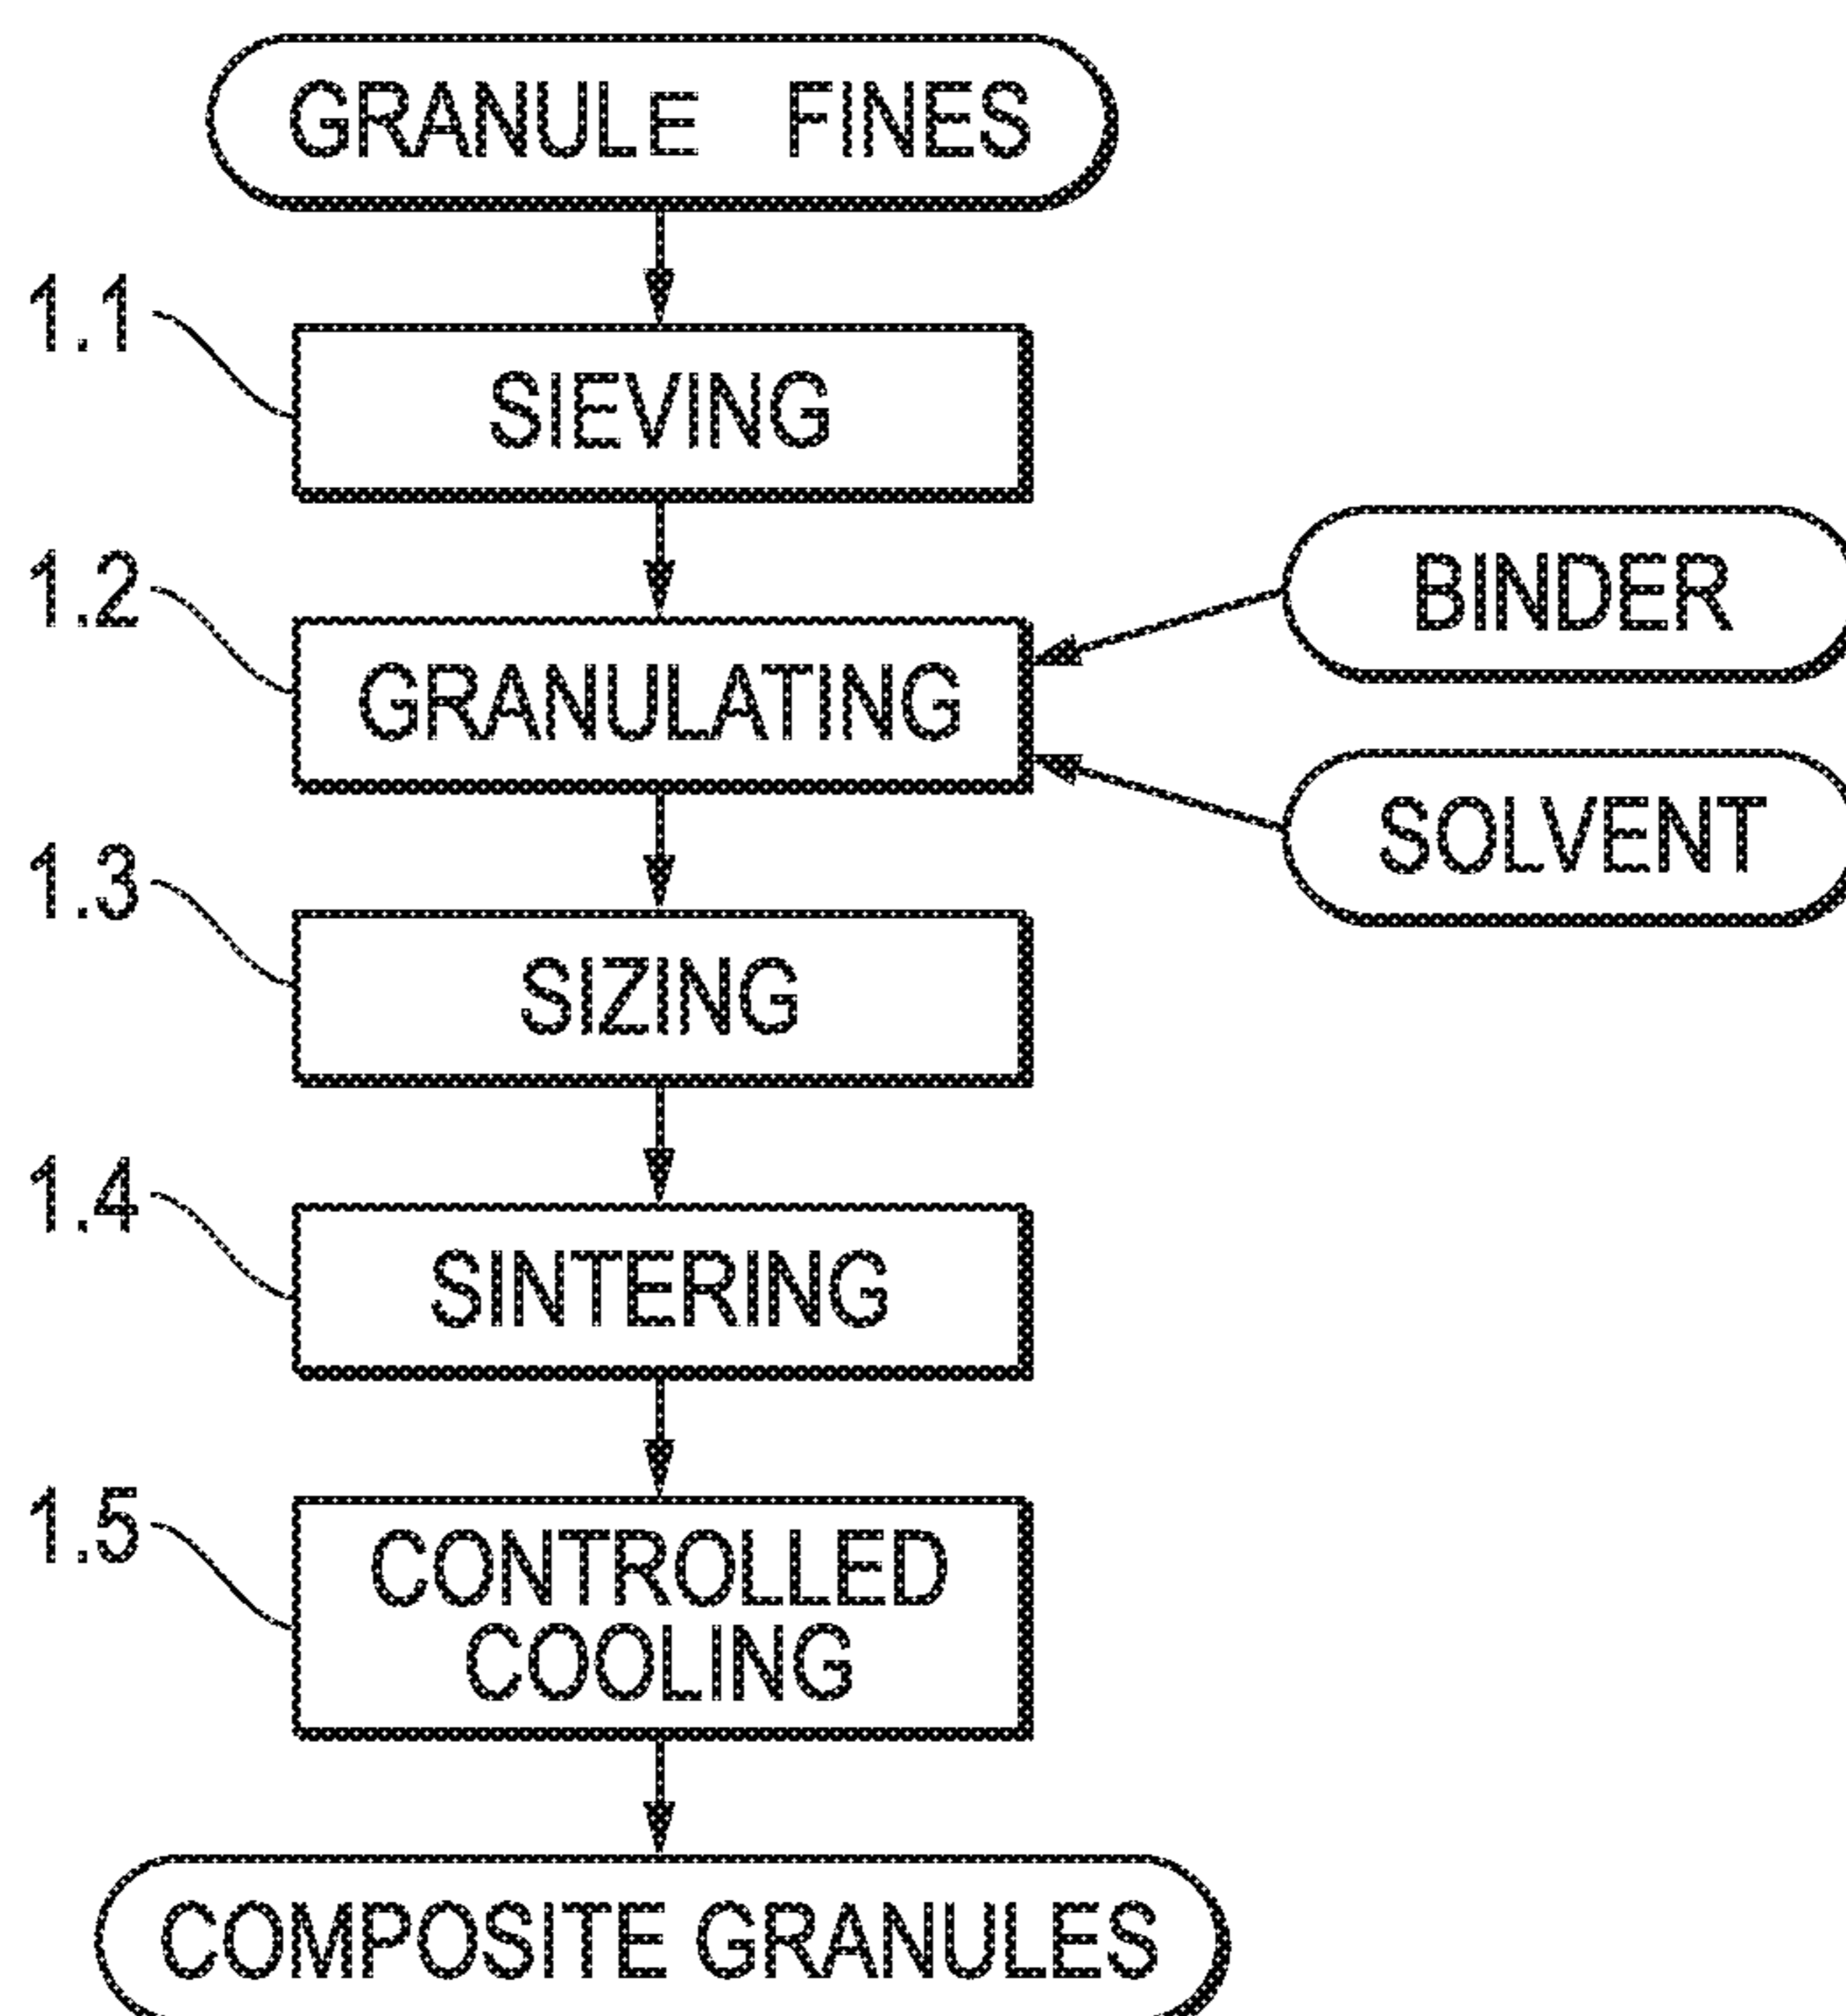 GRANULE FINES
1.1
SIEVING
1.2
GRANULATING
BINDER
SOLVENT
1.3
SIZING
1.4
SINTERING
1.5
CONTROLLED
COOLING
COMPOSITE GRANULES